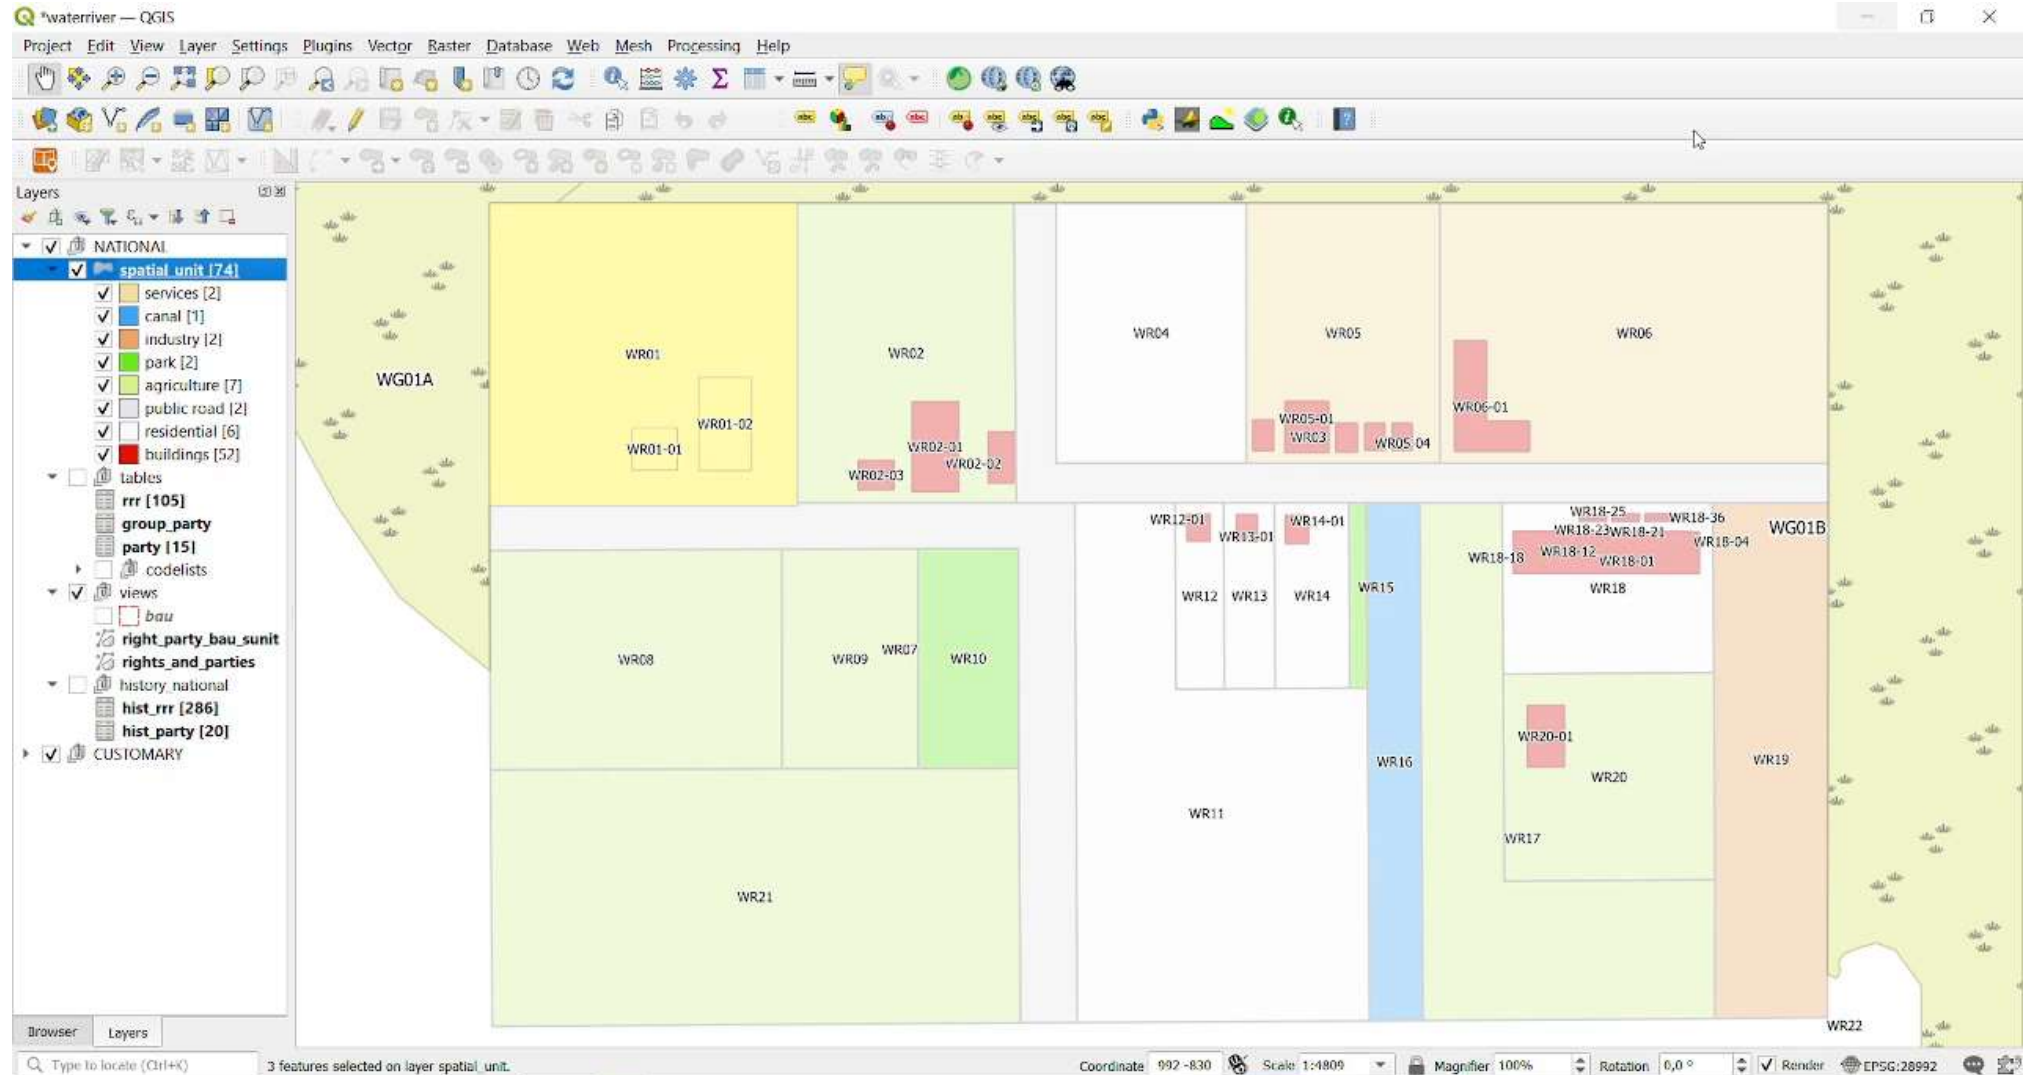 *waterriver — QGIS
Project Edit View Layer Settings Plugins Vector Raster Database Web Mesh Processing Help
Layers
NATIONAL
spatial_unit [74]
services [2]
canal [1]
industry [2]
park [2]
agriculture [7]
public road [2]
residential [6]
buildings [52]
tables
rrr [105]
group_party
party [15]
codelists
views
bau
right_party_bau_sunit
rights_and_parties
history_national
hist_rrr [286]
hist_party [20]
CUSTOMARY
Browser Layers
WG01A
WR01
WR01-01
WR01-02
WR02
WR02-01
WR02-02
WR02-03
WR04
WR05
WR05-01
WR03
WR05-04
WR06
WR06-01
WR12-01
WR13-01
WR14-01
WR12
WR13
WR14
WR15
WR16
WR11
WR18-25
WR18-36
WR18-23
WR18-21
WR18-04
WR18-18
WR18-12
WR18-01
WR18
WG01B
WR08
WR09
WR07
WR10
WR20-01
WR20
WR19
WR17
WR21
WR22
Type to locate (Ctrl+K) 3 features selected on layer spatial_unit. Coordinate 992 -830 Scale 1:4809 Magnifier 100% Rotation 0,0 ° Render EPSG:28992